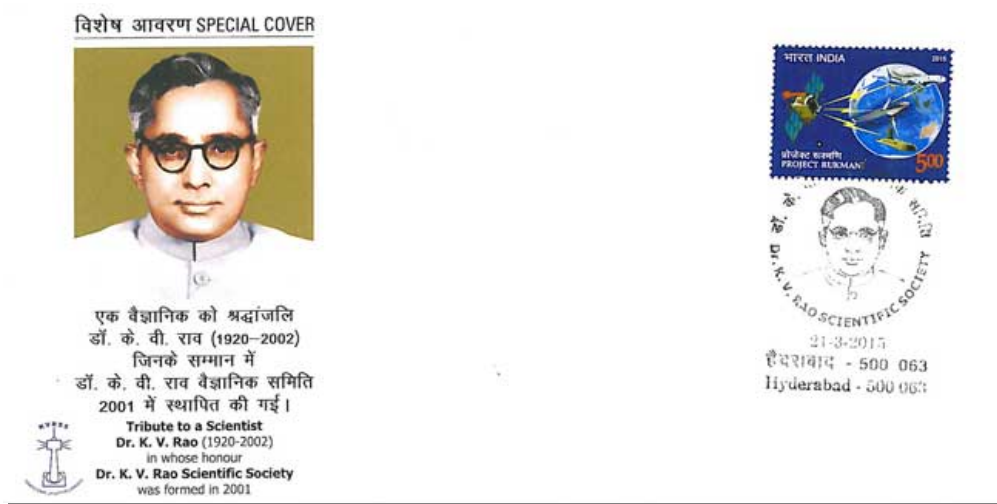 विशेष आवरण SPECIAL COVER
एक वैज्ञानिक को श्रद्धांजलि
डॉ. के. वी. राव (1920–2002)
जिनके सम्मान में
डॉ. के. वी. राव वैज्ञानिक समिति
2001 में स्थापित की गई।
KVRSS
Tribute to a Scientist
Dr. K. V. Rao (1920-2002)
in whose honour
Dr. K. V. Rao Scientific Society
was formed in 2001
भारत INDIA
2015
प्रोजेक्ट रुक्मणि
PROJECT RUKMANI
5.00
डॉ. के. समिति
Dr. K. V. RAO SCIENTIFIC SOCIETY
21-3-2015
हैदराबाद - 500 063
Hyderabad - 500 063